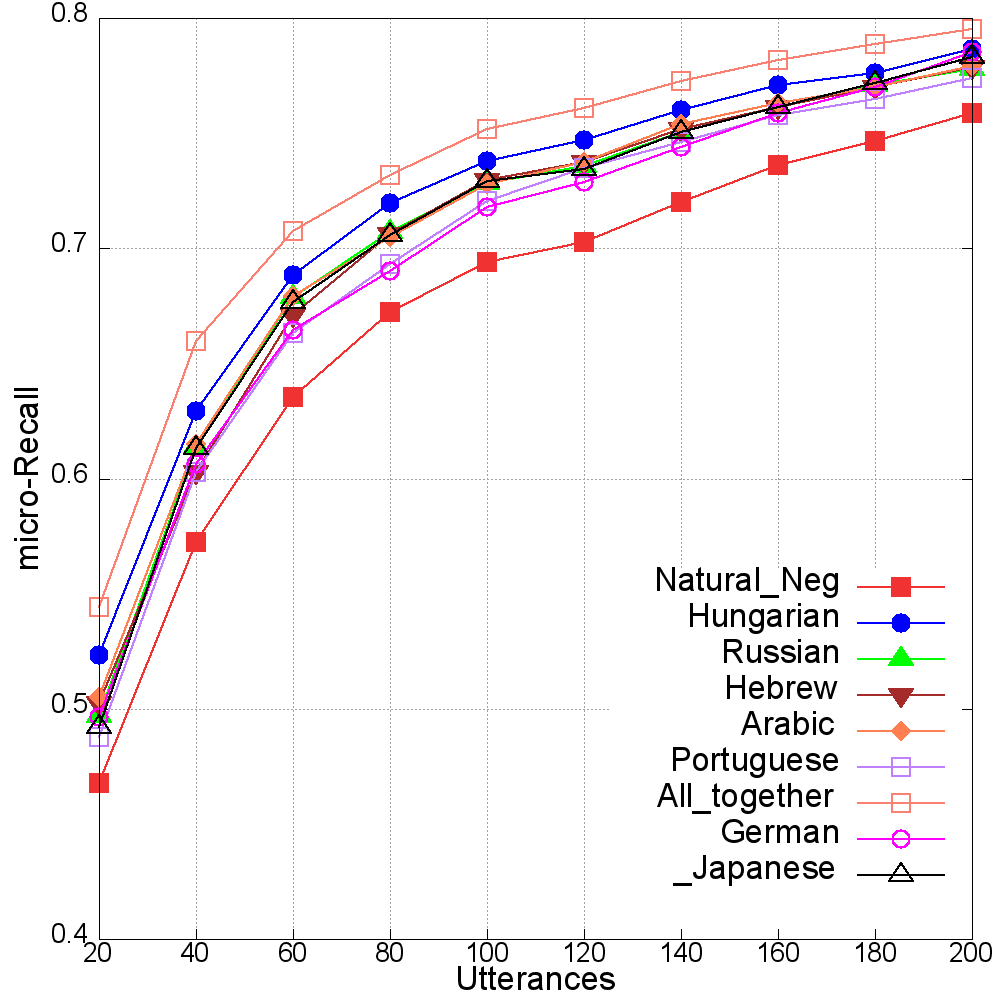 0.8
0.7
0.6
0.5
0.4
micro-Recall
Natural_Neg
Hungarian
Russian
Hebrew
Arabic
Portuguese
All_together
German
_Japanese
20 40 60 80 100 120 140 160 180 200
Utterances